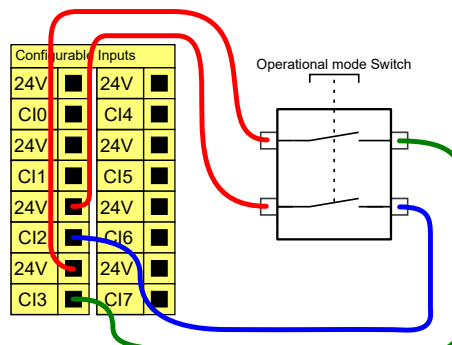 Configurable Inputs
Operational mode Switch
24V 24V
CI0 CI4
24V 24V
CI1 CI5
24V 24V
CI2 CI6
24V 24V
CI3 CI7